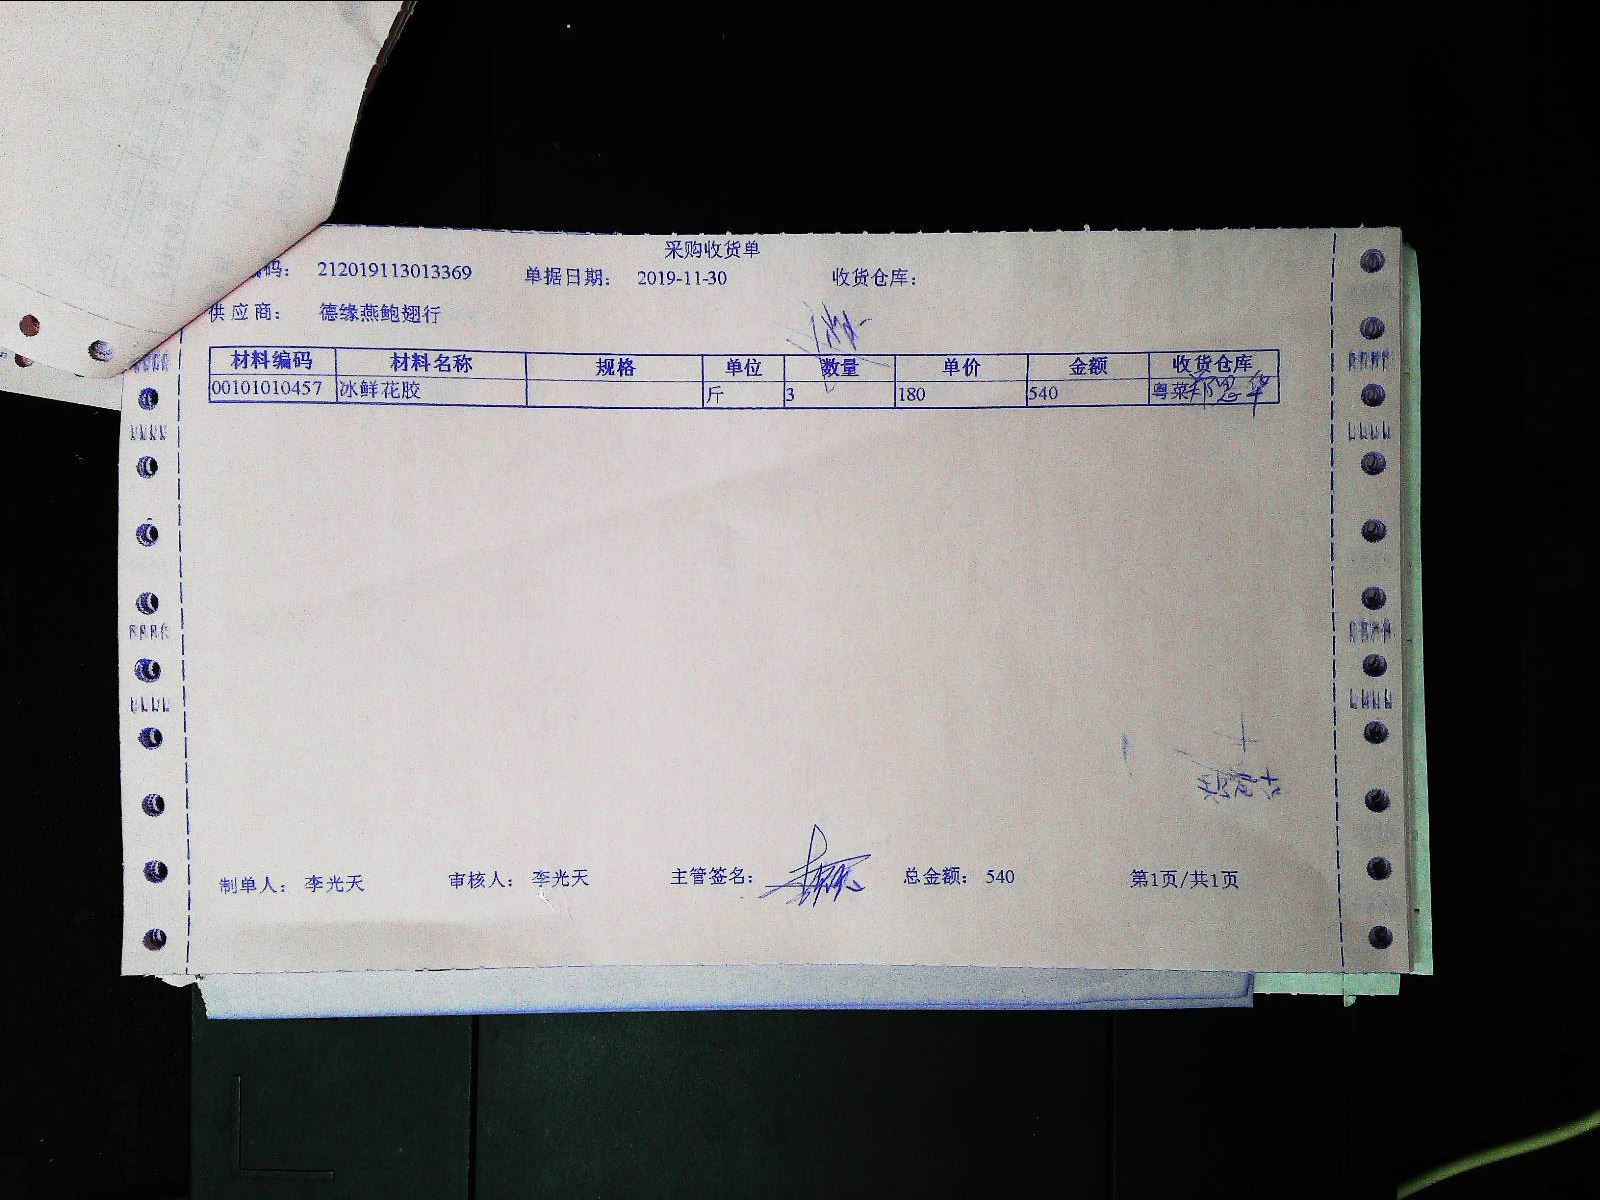 采购收货单
码： 212019113013369 单据日期： 2019-11-30 收货仓库：
供应商： 德缘燕鲍翅行
材料编码 材料名称 规格 单位 数量 单价 金额 收货仓库
00101010457 冰鲜花胶 斤 3 180 540 粤菜
制单人： 李光天 审核人： 李光天 主管签名： 总金额： 540 第1页/共1页